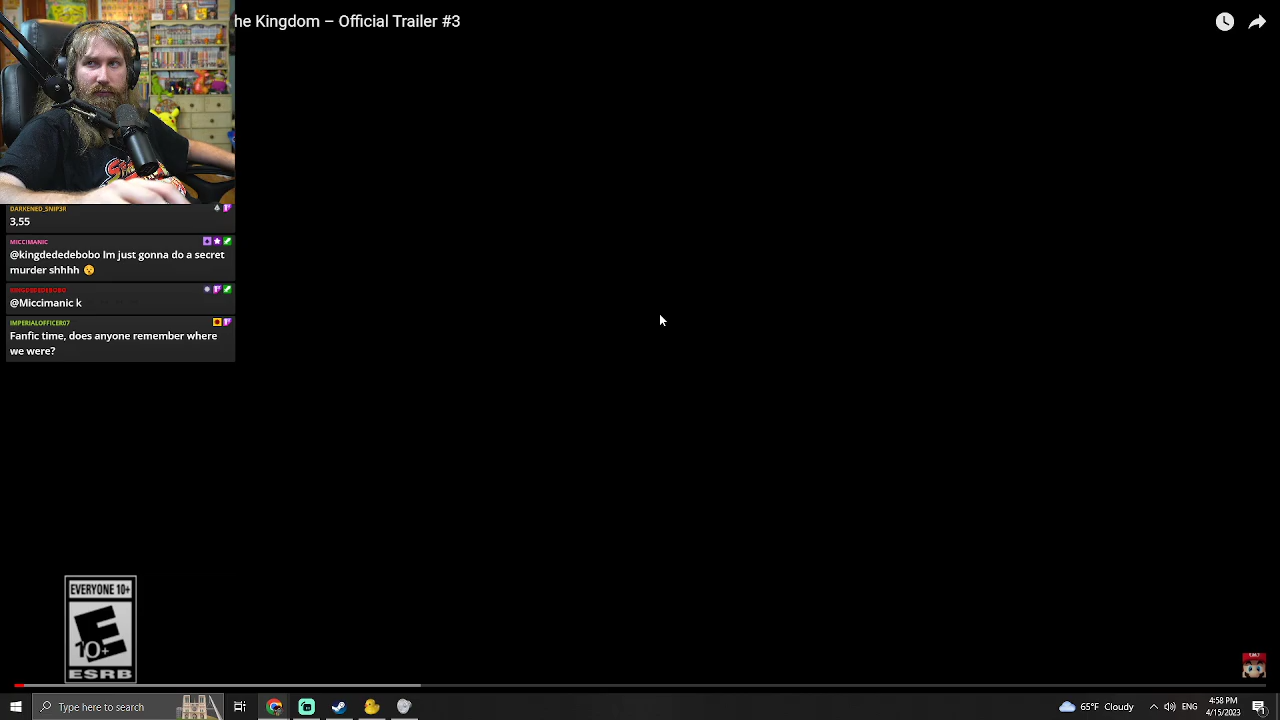 he Kingdom – Official Trailer #3
DARKENED_SNIP3R
3,55
MICCIMANIC
@kingdededebobo Im just gonna do a secret
murder shhhh
KINGDEDEDEBOBO
@Miccimanic k
IMPERIALOFFICER07
Fanfic time, does anyone remember where
we were?
EVERYONE 10+
E
10+
ESRB
Type here to search
65°F Cloudy
ENG
4:58 PM
4/15/2023